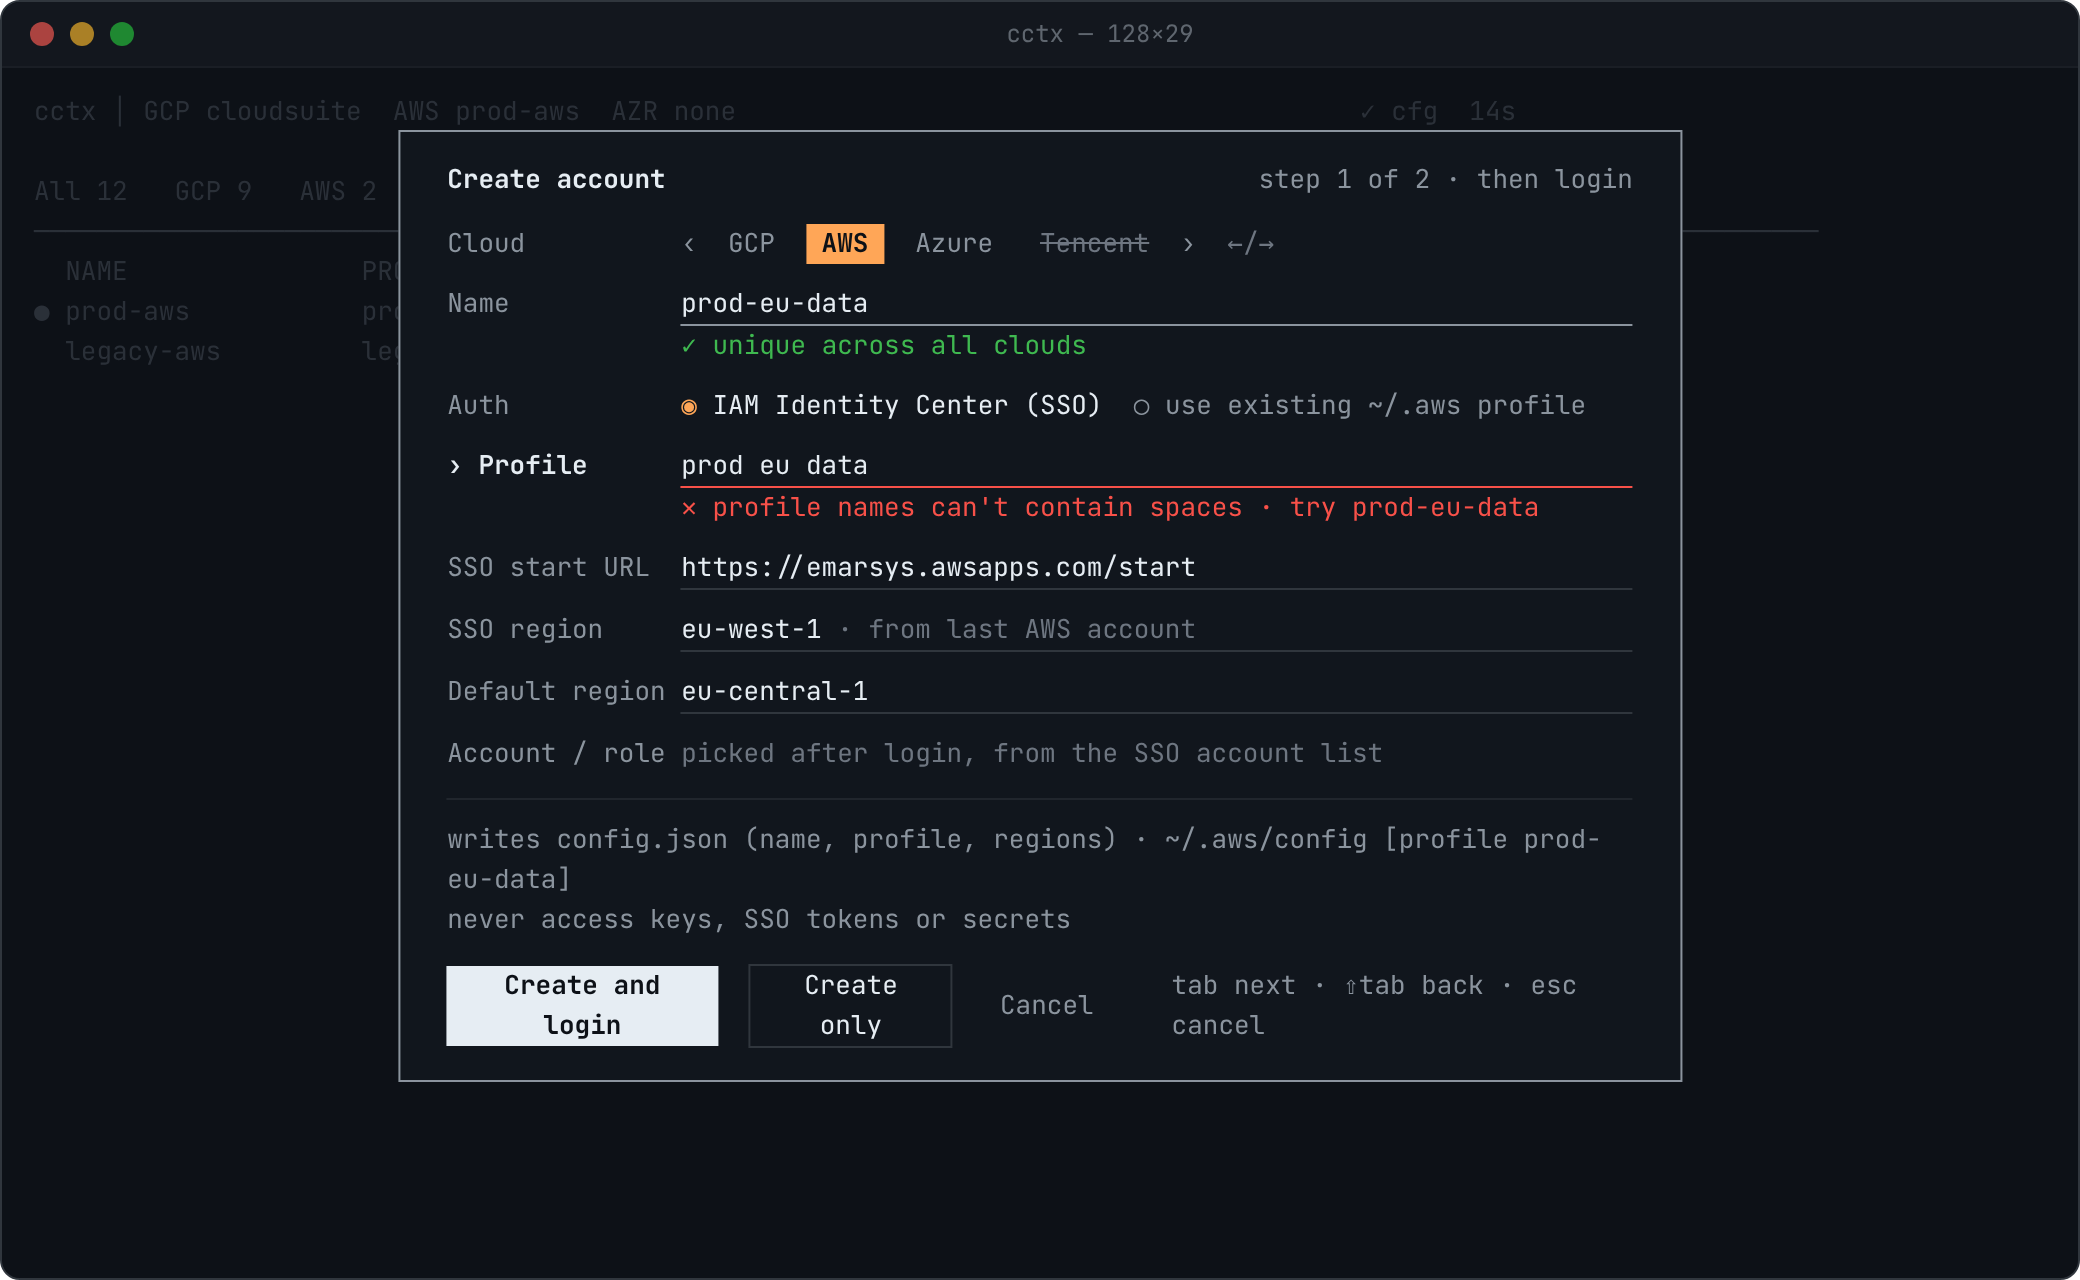 cctx — 128×29
cctx │ GCP cloudsuite  AWS prod-aws  AZR none  ✓ cfg  14s
All 12  GCP 9  AWS 2
NAME  PRO
● prod-aws  pro
legacy-aws  leg
Create account  step 1 of 2 · then login
Cloud  ‹  GCP  AWS  Azure  Tencent  ›  ←/→
Name  prod-eu-data
✓ unique across all clouds
Auth  ◉ IAM Identity Center (SSO)  ○ use existing ~/.aws profile
› Profile  prod eu data
✕ profile names can't contain spaces · try prod-eu-data
SSO start URL  https://emarsys.awsapps.com/start
SSO region  eu-west-1 · from last AWS account
Default region  eu-central-1
Account / role  picked after login, from the SSO account list
writes config.json (name, profile, regions) · ~/.aws/config [profile prod-
eu-data]
never access keys, SSO tokens or secrets
Create and
login
Create
only
Cancel
tab next · ⇧tab back · esc
cancel